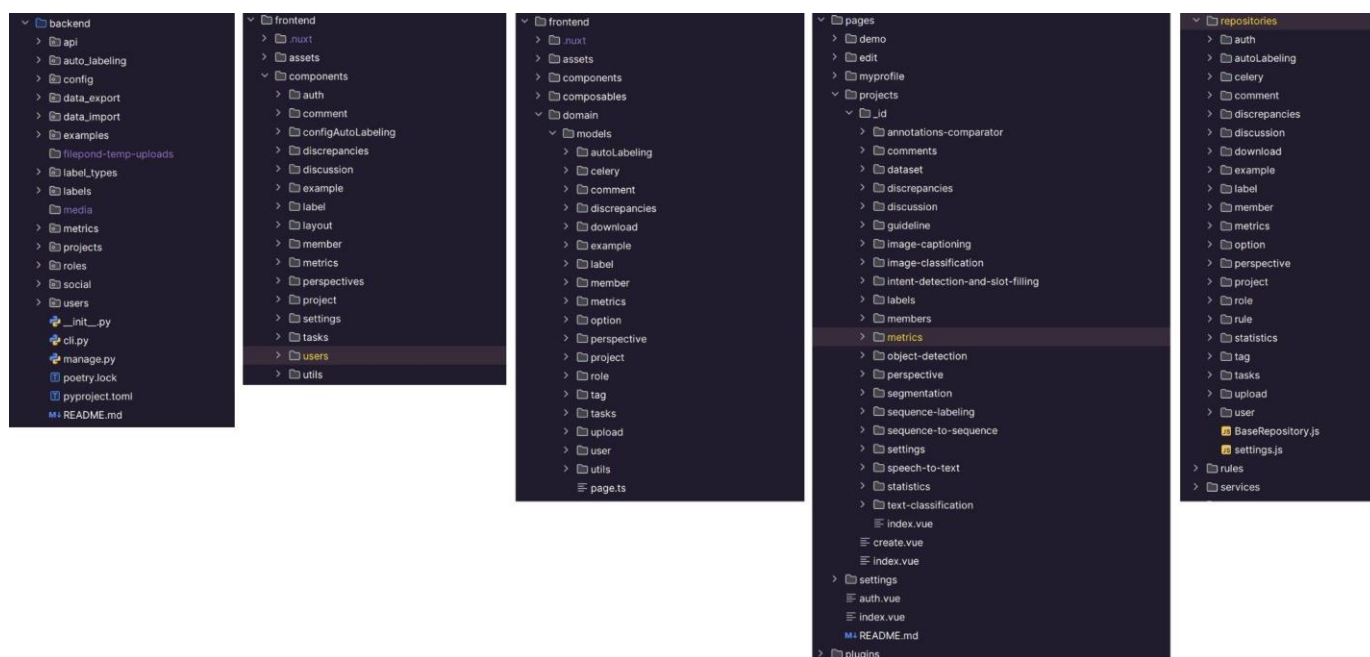 backend
api
auto_labeling
config
data_export
data_import
examples
filepond-temp-uploads
label_types
labels
media
metrics
projects
roles
social
users
__init__.py
cli.py
manage.py
poetry.lock
pyproject.toml
README.md
frontend
.nuxt
assets
components
auth
comment
configAutoLabeling
discrepancies
discussion
example
label
layout
member
metrics
perspectives
project
settings
tasks
users
utils
frontend
.nuxt
assets
components
composables
domain
models
autoLabeling
celery
comment
discrepancies
download
example
label
member
metrics
option
perspective
project
role
tag
tasks
upload
user
utils
page.ts
pages
demo
edit
myprofile
projects
_id
annotations-comparator
comments
dataset
discrepancies
discussion
guideline
image-captioning
image-classification
intent-detection-and-slot-filling
labels
members
metrics
object-detection
perspective
segmentation
sequence-labeling
sequence-to-sequence
settings
speech-to-text
statistics
text-classification
index.vue
create.vue
index.vue
settings
auth.vue
index.vue
README.md
plugins
repositories
auth
autoLabeling
celery
comment
discrepancies
discussion
download
example
label
member
metrics
option
perspective
project
role
rule
statistics
tag
tasks
upload
user
BaseRepository.js
settings.js
rules
services